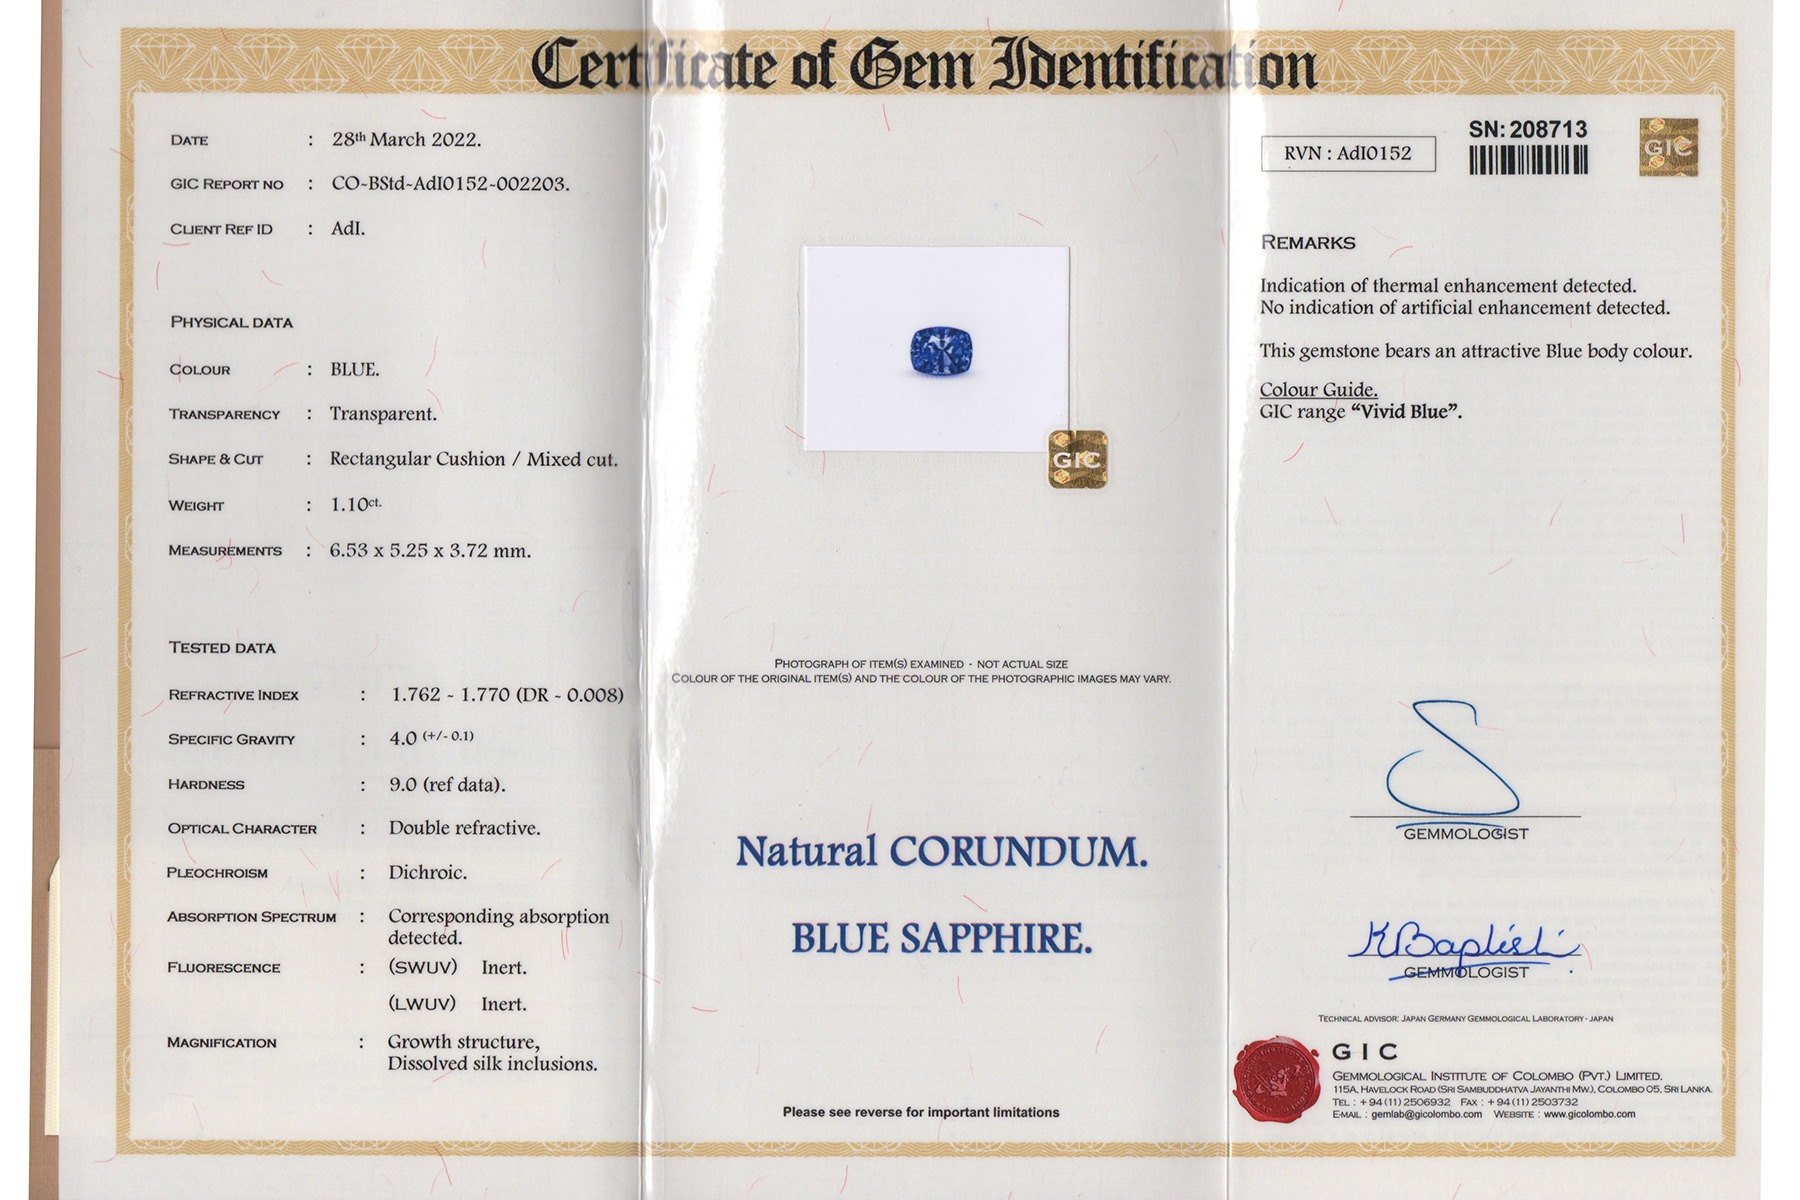 Certificate of Gem Identification
DATE : 28th March 2022.
GIC REPORT NO : CO-BStd-AdI0152-002203.
CLIENT REF ID : AdI.
PHYSICAL DATA
COLOUR : BLUE.
TRANSPARENCY : Transparent.
SHAPE & CUT : Rectangular Cushion / Mixed cut.
WEIGHT : 1.10ct.
MEASUREMENTS : 6.53 x 5.25 x 3.72 mm.
TESTED DATA
REFRACTIVE INDEX : 1.762 - 1.770 (DR - 0.008)
SPECIFIC GRAVITY : 4.0 (+/- 0.1)
HARDNESS : 9.0 (ref data).
OPTICAL CHARACTER : Double refractive.
PLEOCHROISM : Dichroic.
ABSORPTION SPECTRUM : Corresponding absorption
detected.
FLUORESCENCE : (SWUV) Inert.
(LWUV) Inert.
MAGNIFICATION : Growth structure,
Dissolved silk inclusions.
GIC
PHOTOGRAPH OF ITEM(S) EXAMINED - NOT ACTUAL SIZE
COLOUR OF THE ORIGINAL ITEM(S) AND THE COLOUR OF THE PHOTOGRAPHIC IMAGES MAY VARY.
Natural CORUNDUM.
BLUE SAPPHIRE.
Please see reverse for important limitations
RVN : AdI0152
SN: 208713
GIC
REMARKS
Indication of thermal enhancement detected.
No indication of artificial enhancement detected.
This gemstone bears an attractive Blue body colour.
Colour Guide.
GIC range “Vivid Blue”.
GEMMOLOGIST
KBaptisti
GEMMOLOGIST
TECHNICAL ADVISOR: JAPAN GERMANY GEMMOLOGICAL LABORATORY - JAPAN
GIC
GEMMOLOGICAL INSTITUTE OF COLOMBO (PVT.) LIMITED.
115A, HAVELOCK ROAD (SRI SAMBUDDHATVA JAYANTHI MW.), COLOMBO 05, SRI LANKA.
TEL : +94 (11) 2506932 FAX : +94 (11) 2503732
E-MAIL : gemlab@gicolombo.com WEBSITE : www.gicolombo.com